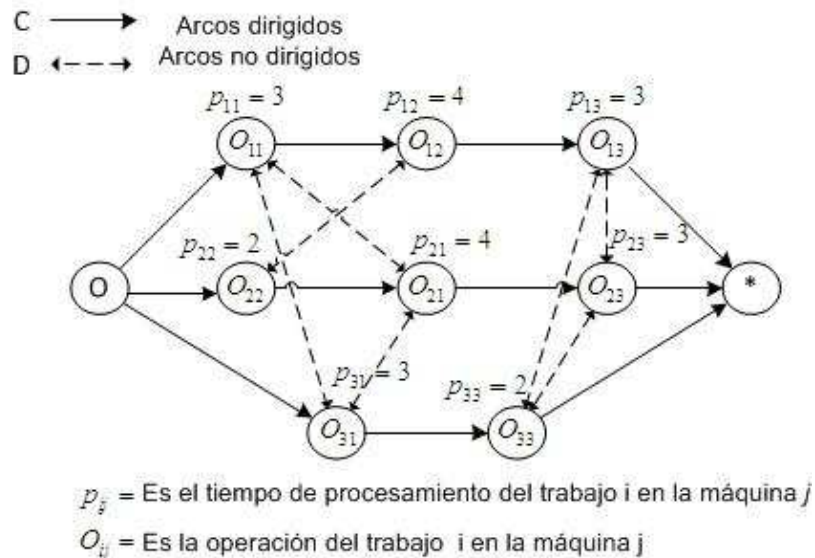 C Arcos dirigidos
D Arcos no dirigidos
p₁₁ = 3 p₁₂ = 4 p₁₃ = 3
O₁₁ O₁₂ O₁₃
p₂₂ = 2 p₂₁ = 4 p₂₃ = 3
O O₂₂ O₂₁ O₂₃ *
p₃₁ = 3 p₃₃ = 2
O₃₁ O₃₃
pᵢⱼ = Es el tiempo de procesamiento del trabajo i en la máquina j
Oᵢⱼ = Es la operación del trabajo i en la máquina j